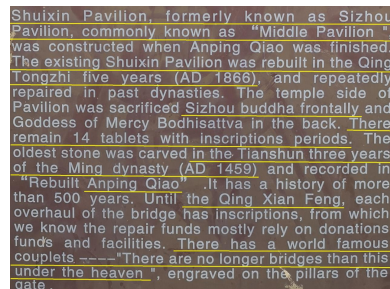 Shuixin Pavilion, formerly known as Sizhou
Pavilion, commonly known as "Middle Pavilion "
was constructed when Anping Qiao was finished.
The existing Shuixin Pavilion was rebuilt in the Qing
Tongzhi five years (AD 1866), and repeatedly
repaired in past dynasties. The temple side of
Pavilion was sacrificed Sizhou buddha frontally and
Goddess of Mercy Bodhisattva in the back. There
remain 14 tablets with inscriptions periods. The
oldest stone was carved in the Tianshun three years
of the Ming dynasty (AD 1459) and recorded in
"Rebuilt Anping Qiao" .It has a history of more
than 500 years. Until the Qing Xian Feng, each
overhaul of the bridge has inscriptions, from which
we know the repair funds mostly rely on donations
funds and facilities. There has a world famous
couplets ----"There are no longer bridges than this
under the heaven ", engraved on the pillars of the
gate.